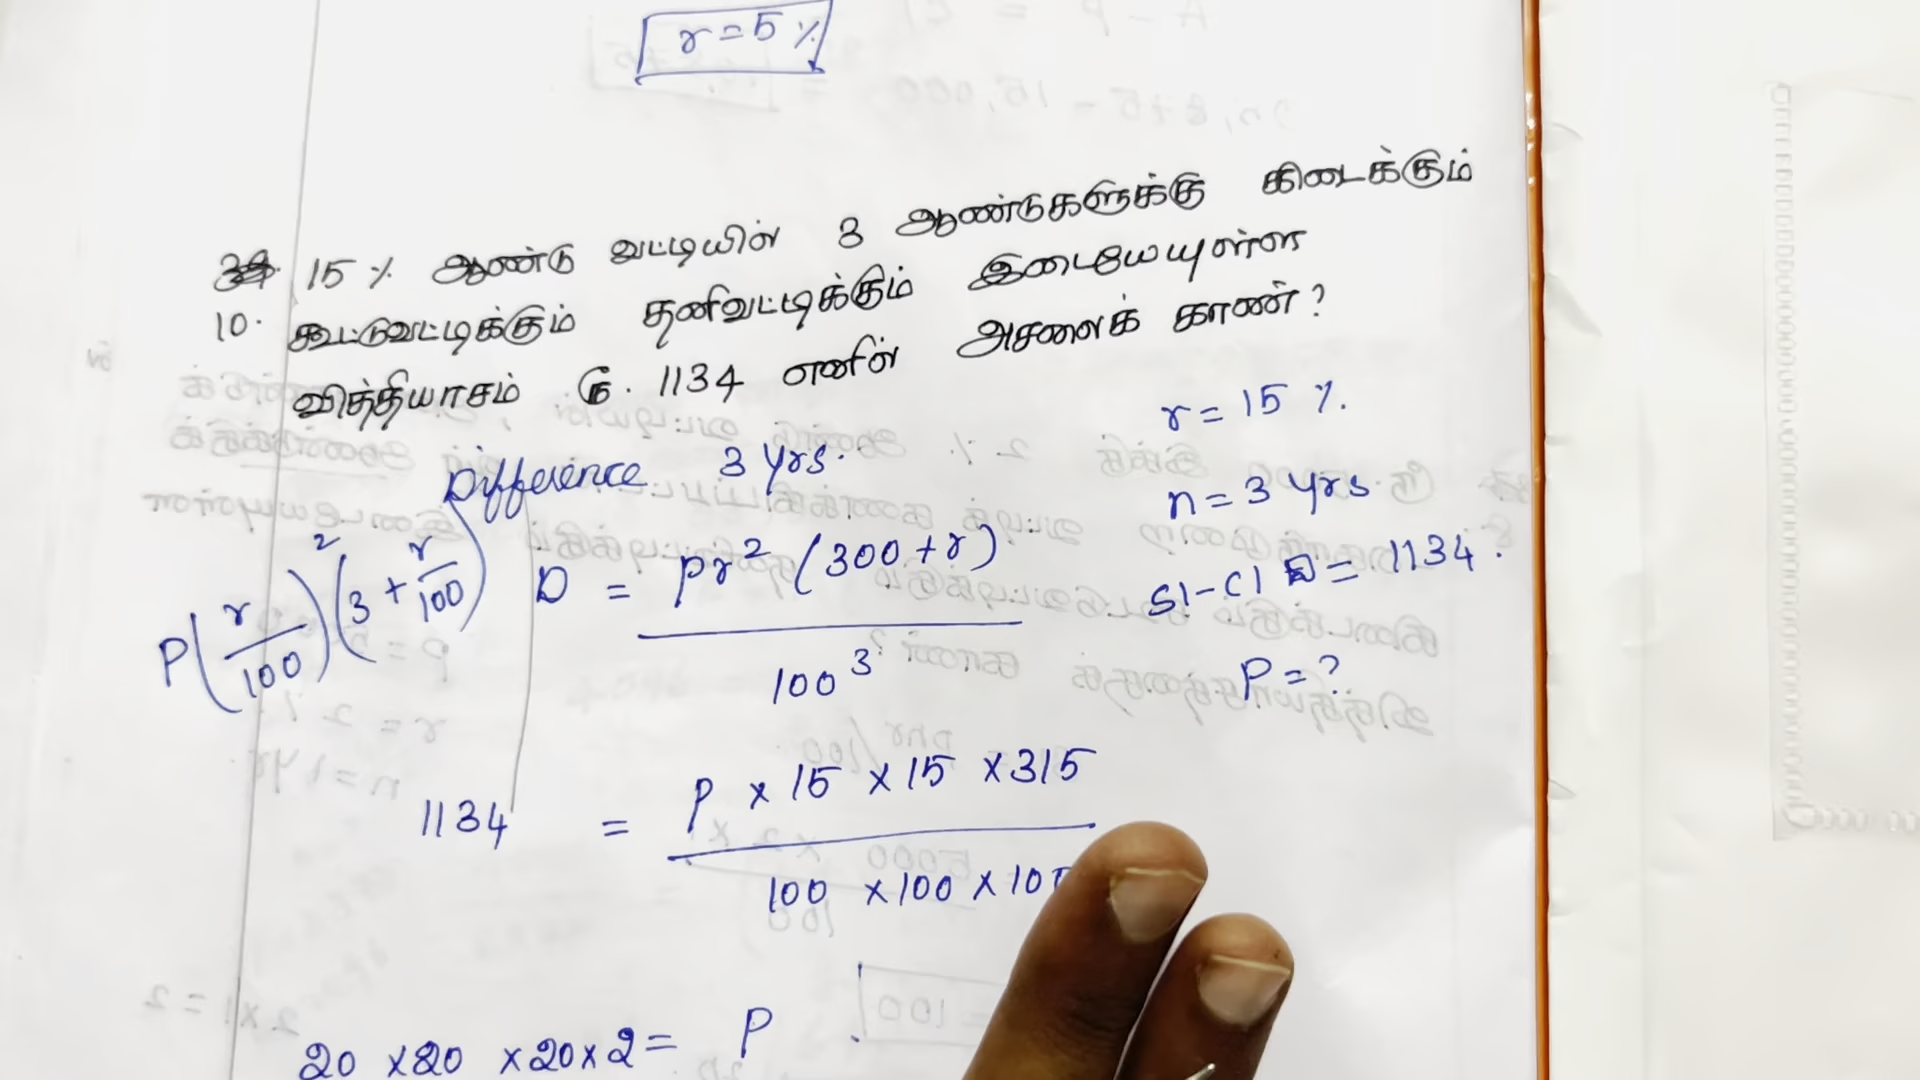 r = 5 %
15 % ஆண்டு வட்டியில் 3 ஆண்டுகளுக்கு கிடைக்கும்
10. கூட்டுவட்டிக்கும் தனிவட்டிக்கும் இடையேயுள்ள
வித்தியாசம் ரூ. 1134 எனில் அசலைக் காண்?
r = 15 %.
Difference 3 yrs.
n = 3 yrs
P(r/100)²(3 + r/100) D = Pr² (300 + r) / 100³
SI - CI = 1134.
P = ?
1134 = P × 15 × 15 × 315 / 100 × 100 × 10
20 × 20 × 20 × 2 = P